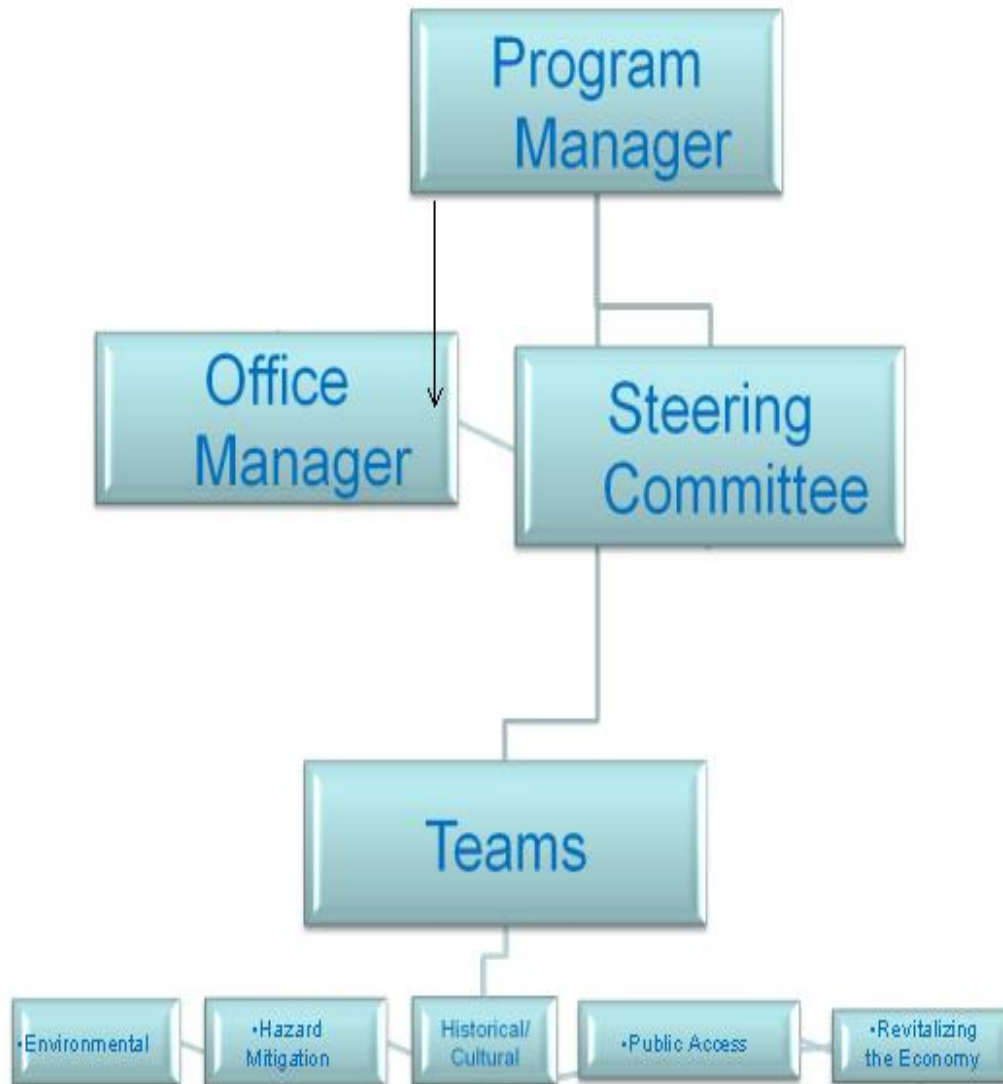 Program
Manager
Office
Manager
Steering
Committee
Teams
•Environmental
•Hazard
Mitigation
Historical/
Cultural
•Public Access
•Revitalizing
the Economy